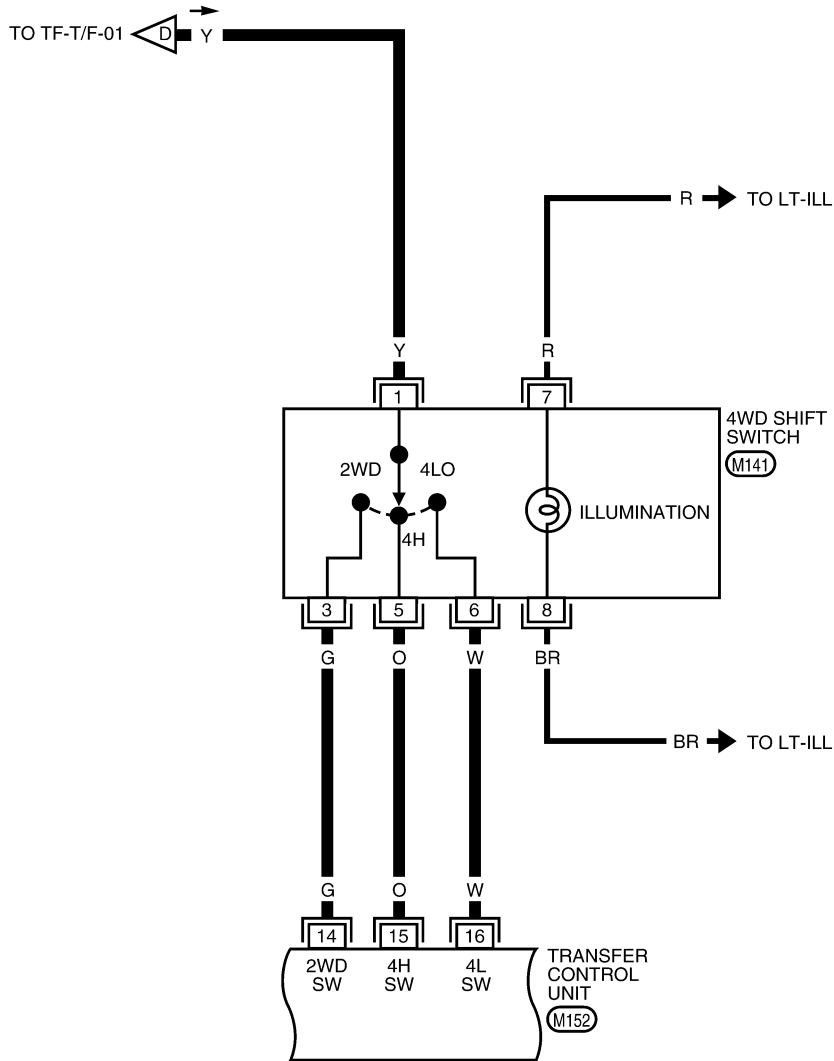 TO TF-T/F-01
D
Y
R
TO LT-ILL
Y
R
1
7
4WD SHIFT
SWITCH
M141
2WD
4LO
ILLUMINATION
4H
3
5
6
8
G
O
W
BR
BR
TO LT-ILL
G
O
W
14
15
16
2WD
SW
4H
SW
4L
SW
TRANSFER
CONTROL
UNIT
M152